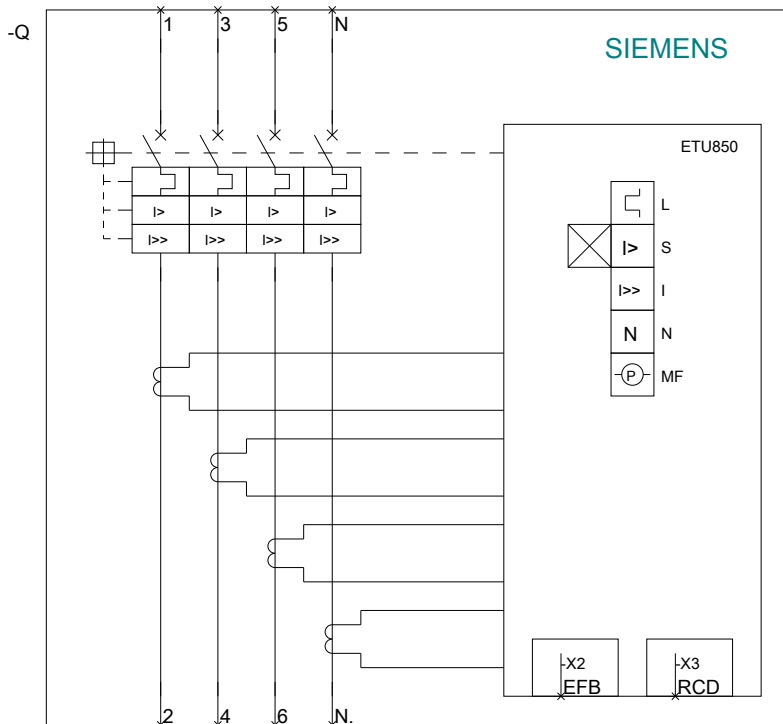 -Q
1 3 5 N
SIEMENS
ETU850
L
I> I> I> I>
I> S
I>> I>> I>> I>>
I>> I
N N
P MF
-X2 -X3
EFB RCD
2 4 6 N.